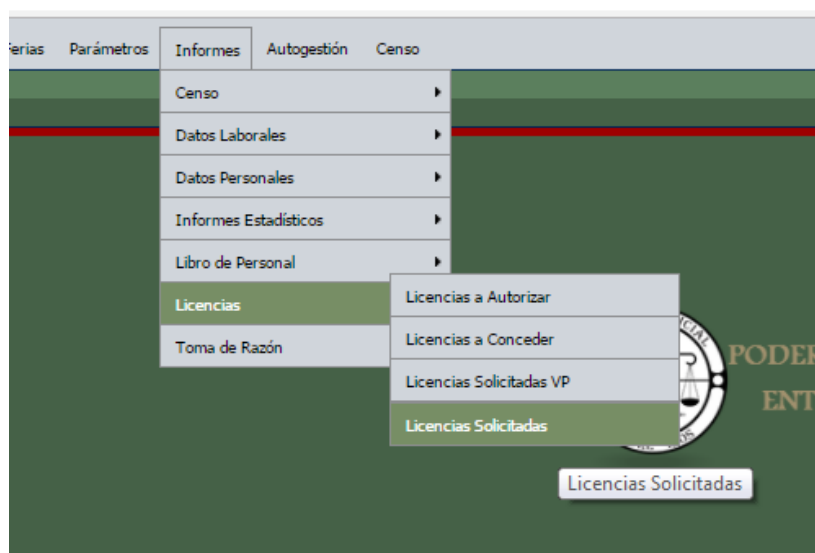 Ferias Parámetros Informes Autogestión Censo
Censo
Datos Laborales
Datos Personales
Informes Estadísticos
Libro de Personal
Licencias
Toma de Razón
Licencias a Autorizar
Licencias a Conceder
Licencias Solicitadas VP
Licencias Solicitadas
PODER
ENT
Licencias Solicitadas